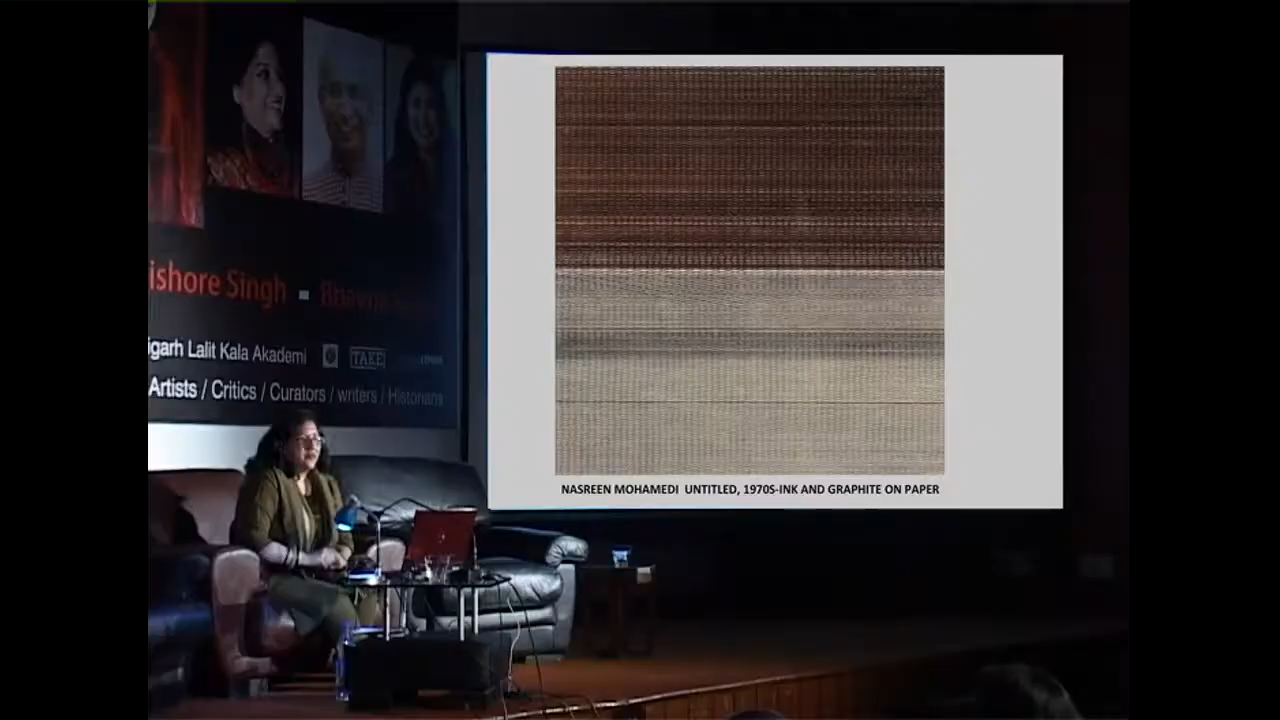 ishore Singh -
igarh Lalit Kala Akademi TAKE
Artists / Critics / Curators / writers / Historians
NASREEN MOHAMEDI UNTITLED, 1970S-INK AND GRAPHITE ON PAPER